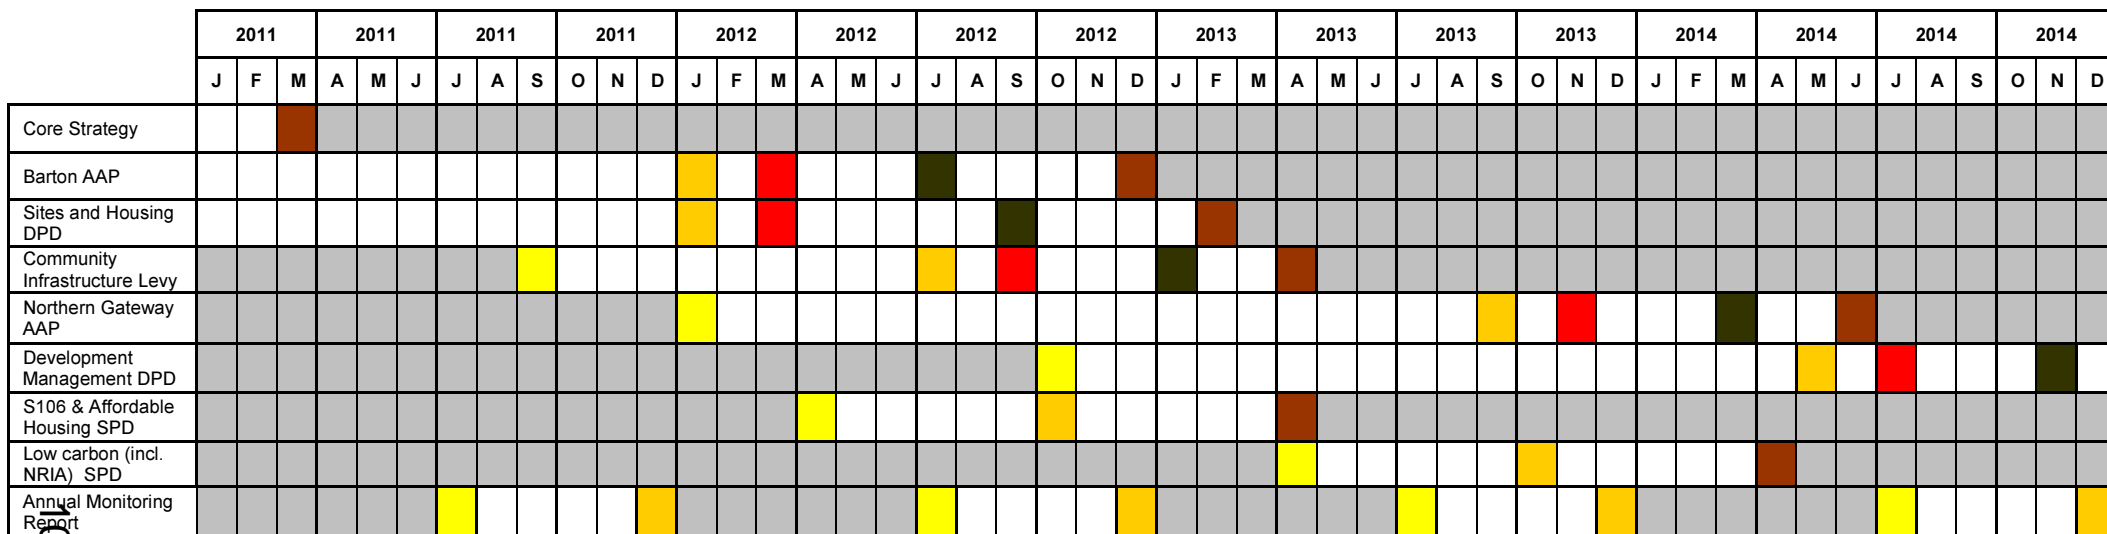 2011 2011 2011 2011 2012 2012 2012 2012 2013 2013 2013 2013 2014 2014 2014 2014
J F M A M J J A S O N D J F M A M J J A S O N D J F M A M J J A S O N D J F M A M J J A S O N D
Core Strategy
Barton AAP
Sites and Housing
DPD
Community
Infrastructure Levy
Northern Gateway
AAP
Development
Management DPD
S106 & Affordable
Housing SPD
Low carbon (incl.
NRIA) SPD
Annual Monitoring
Report